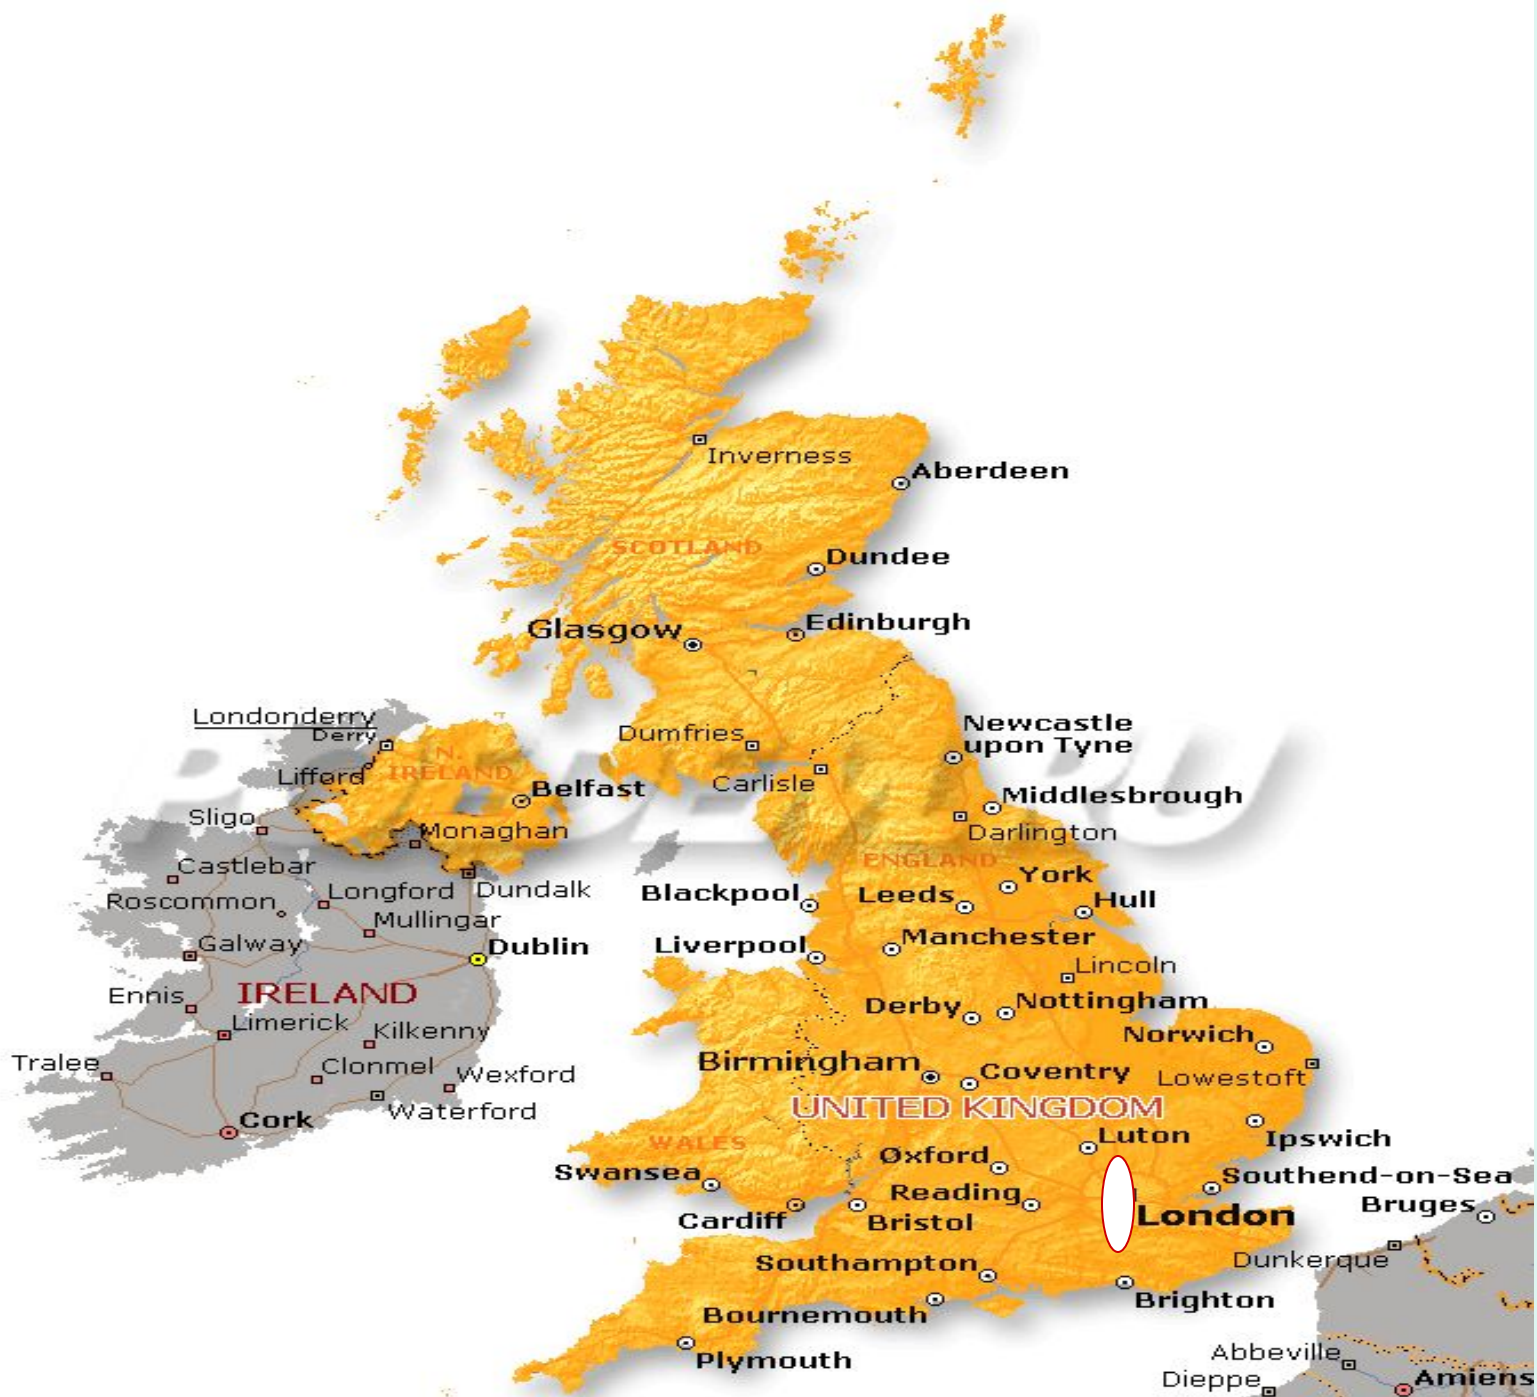 Inverness
Aberdeen
SCOTLAND
Dundee
Edinburgh
Glasgow
Londonderry
Derry
Newcastle
upon Tyne
Dumfries
N.
IRELAND
Lifford
Carlisle
Belfast
Middlesbrough
Sligo
Monaghan
Darlington
ENGLAND
Castlebar
York
Longford
Dundalk
Blackpool
Leeds
Hull
Roscommon
Mullingar
Galway
Dublin
Liverpool
Manchester
Lincoln
Ennis
IRELAND
Derby
Nottingham
Limerick
Kilkenny
Norwich
Tralee
Clonmel
Wexford
Birmingham
Coventry
Lowestoft
Waterford
UNITED KINGDOM
Cork
WALES
Luton
Ipswich
Øxford
Swansea
Southend-on-Sea
Reading
Bruges
Cardiff
Bristol
London
Southampton
Dunkerque
Bournemouth
Brighton
Plymouth
Abbeville
Dieppe
Amiens